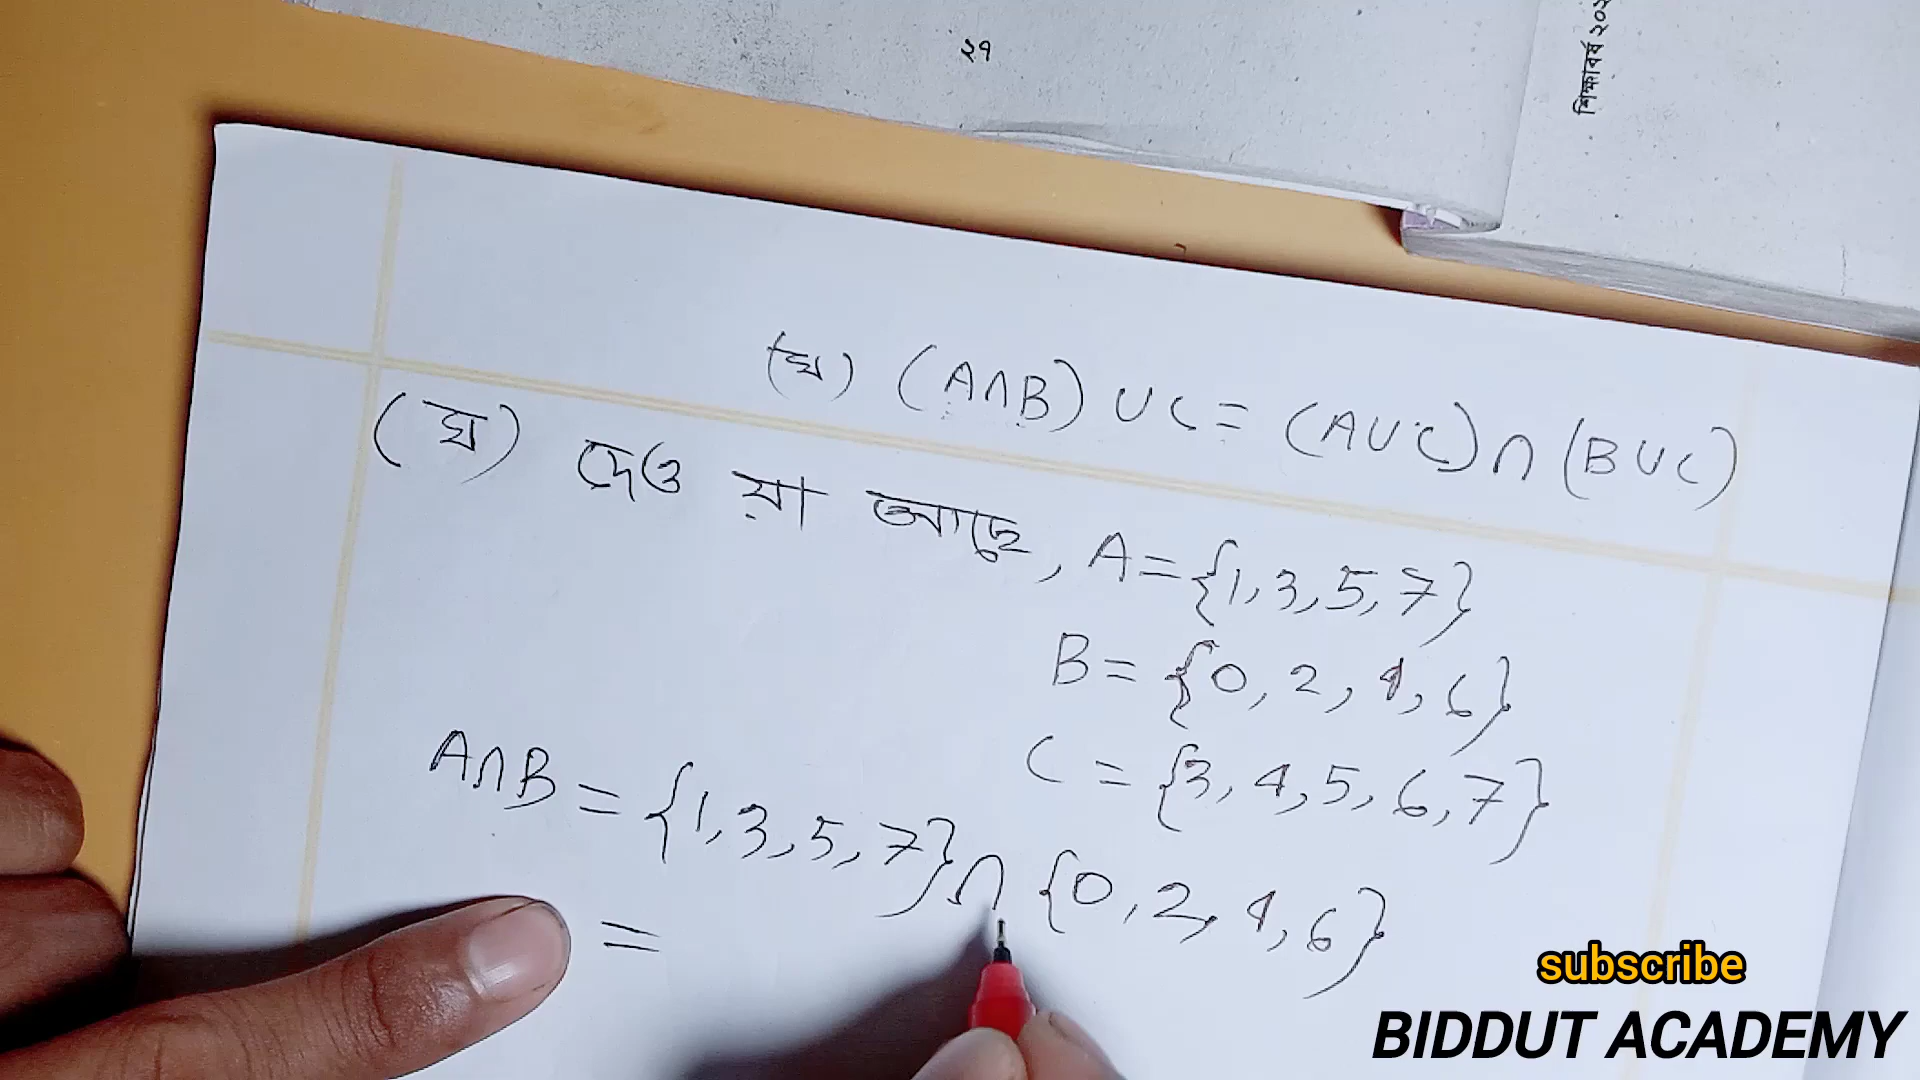 ২৭
শিক্ষাবর্ষ ২০২
(ঘ) (A∩B) ∪ C = (A∪C) ∩ (B∪C)
(ঘ) দেওয়া আছে, A = {1, 3, 5, 7}
B = {0, 2, 4, 6}
C = {3, 4, 5, 6, 7}
A∩B = {1, 3, 5, 7} ∩ {0, 2, 4, 6}
=
subscribe
BIDDUT ACADEMY